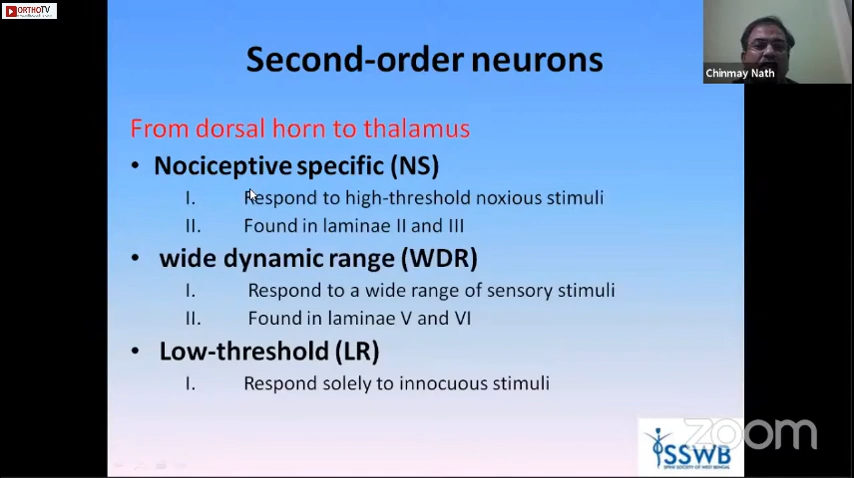 ORTHOTV
Second-order neurons
Chinmay Nath
From dorsal horn to thalamus
• Nociceptive specific (NS)
I. Respond to high-threshold noxious stimuli
II. Found in laminae II and III
• wide dynamic range (WDR)
I. Respond to a wide range of sensory stimuli
II. Found in laminae V and VI
• Low-threshold (LR)
I. Respond solely to innocuous stimuli
zoom
SSWB
SPINE SOCIETY OF WEST BENGAL